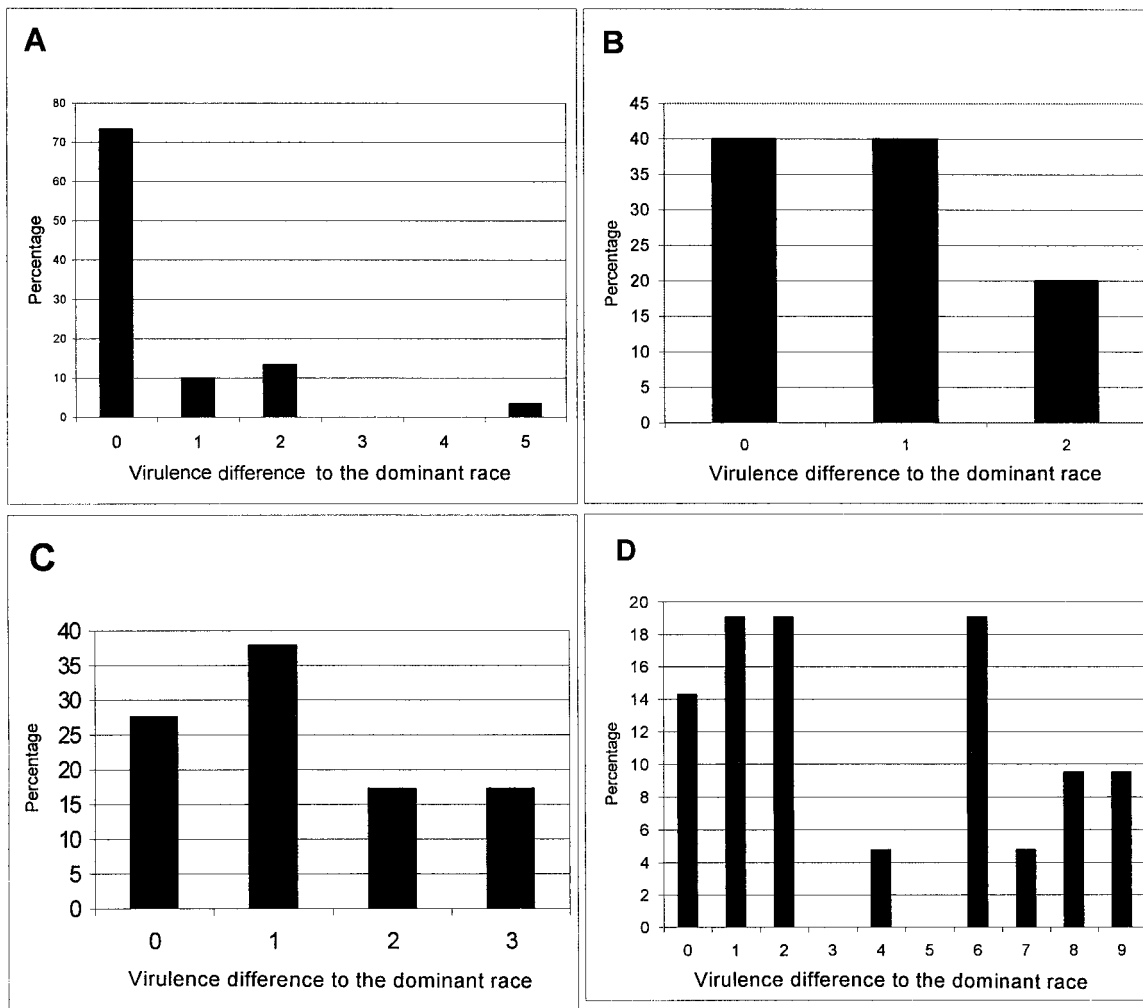 A
80
70
60
50
40
30
20
10
0
Percentage
0 1 2 3 4 5
Virulence difference to the dominant race
B
45
40
35
30
25
20
15
10
5
0
Percentage
0 1 2
Virulence difference to the dominant race
C
40
35
30
25
20
15
10
5
0
Percentage
0 1 2 3
Virulence difference to the dominant race
D
20
18
16
14
12
10
8
6
4
2
0
Percentage
0 1 2 3 4 5 6 7 8 9
Virulence difference to the dominant race